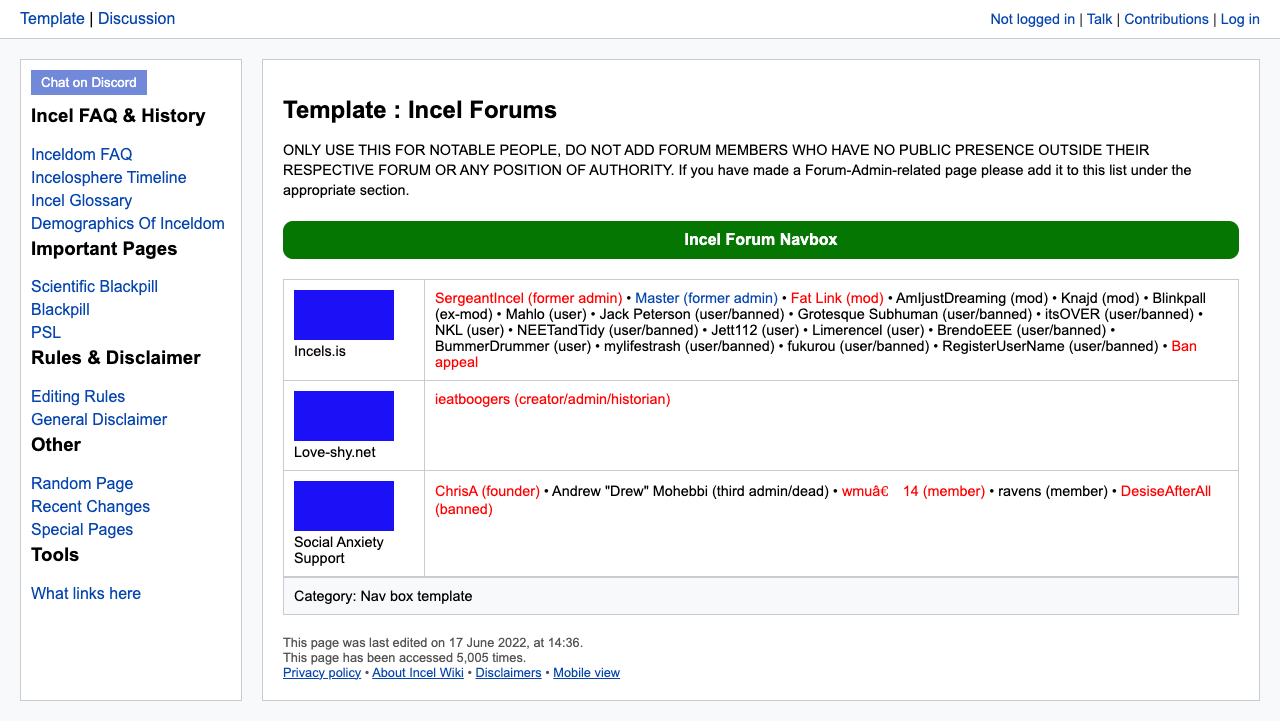 Template | Discussion
Not logged in | Talk | Contributions | Log in
Chat on Discord
Incel FAQ & History
Inceldom FAQ
Incelosphere Timeline
Incel Glossary
Demographics Of Inceldom
Important Pages
Scientific Blackpill
Blackpill
PSL
Rules & Disclaimer
Editing Rules
General Disclaimer
Other
Random Page
Recent Changes
Special Pages
Tools
What links here
Template : Incel Forums
ONLY USE THIS FOR NOTABLE PEOPLE, DO NOT ADD FORUM MEMBERS WHO HAVE NO PUBLIC PRESENCE OUTSIDE THEIR
RESPECTIVE FORUM OR ANY POSITION OF AUTHORITY. If you have made a Forum-Admin-related page please add it to this list under the
appropriate section.
Incel Forum Navbox
Incels.is
SergeantIncel (former admin) • Master (former admin) • Fat Link (mod) • AmIjustDreaming (mod) • Knajd (mod) • Blinkpall
(ex-mod) • Mahlo (user) • Jack Peterson (user/banned) • Grotesque Subhuman (user/banned) • itsOVER (user/banned) •
NKL (user) • NEETandTidy (user/banned) • Jett112 (user) • Limerencel (user) • BrendoEEE (user/banned) •
BummerDrummer (user) • mylifestrash (user/banned) • fukurou (user/banned) • RegisterUserName (user/banned) • Ban
appeal
Love-shy.net
ieatboogers (creator/admin/historian)
Social Anxiety
Support
ChrisA (founder) • Andrew "Drew" Mohebbi (third admin/dead) • wmuâ€ 14 (member) • ravens (member) • DesiseAfterAll
(banned)
Category: Nav box template
This page was last edited on 17 June 2022, at 14:36.
This page has been accessed 5,005 times.
Privacy policy • About Incel Wiki • Disclaimers • Mobile view